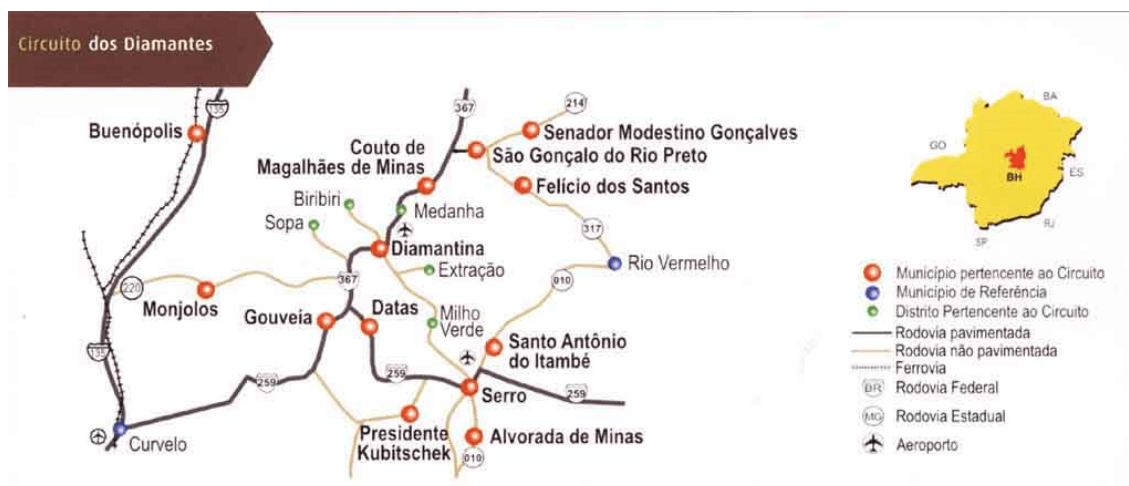 Circuito dos Diamantes
135
367
214
BA
Buenópolis
Senador Modestino Gonçalves
Couto de
Magalhães de Minas
São Gonçalo do Rio Preto
GO
ES
BH
Felício dos Santos
Biribiri
Medanha
Sopa
317
RJ
SP
Diamantina
Extração
Rio Vermelho
367
010
220
Monjolos
Município pertencente ao Circuito
Município de Referência
Distrito Pertencente ao Circuito
Rodovia pavimentada
Rodovia não pavimentada
Ferrovia
BR
Rodovia Federal
MG
Rodovia Estadual
Aeroporto
Gouveia
Datas
Milho
Verde
Santo Antônio
do Itambé
135
259
259
Serro
259
Curvelo
Presidente
Kubitschek
Alvorada de Minas
010